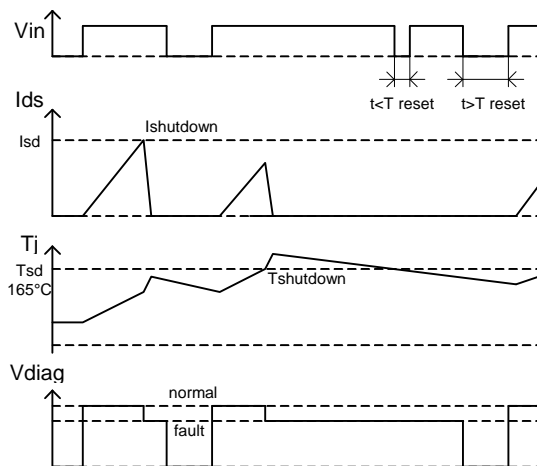 Vin
t<T reset
t>T reset
Ids
Ishutdown
Isd
Tj
Tsd
165°C
Tshutdown
Vdiag
normal
fault